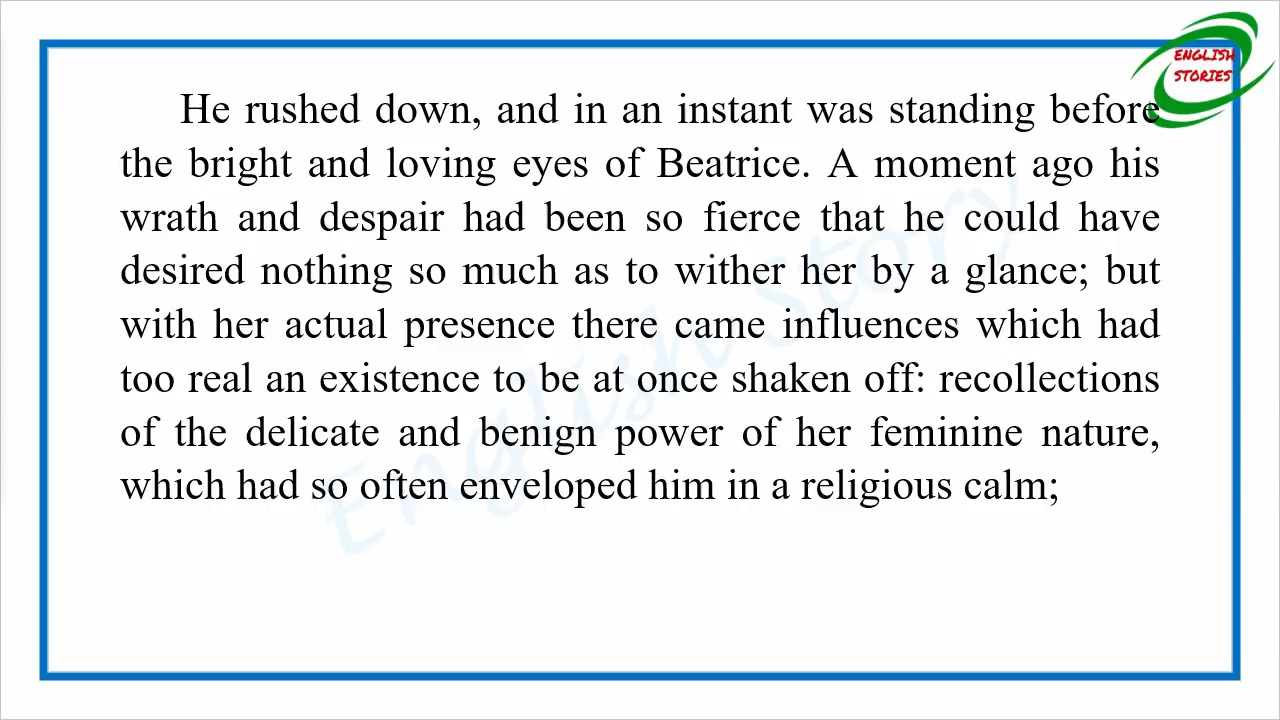 ENGLISH
STORIES
He rushed down, and in an instant was standing before
the bright and loving eyes of Beatrice. A moment ago his
wrath and despair had been so fierce that he could have
desired nothing so much as to wither her by a glance; but
with her actual presence there came influences which had
too real an existence to be at once shaken off: recollections
of the delicate and benign power of her feminine nature,
which had so often enveloped him in a religious calm;
English Story